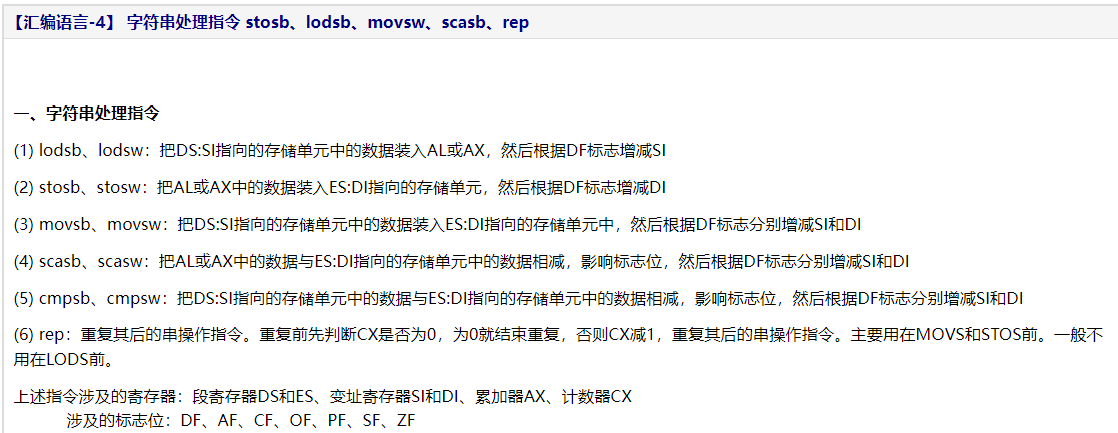 【汇编语言-4】 字符串处理指令 stosb、lodsb、movsw、scasb、rep
一、字符串处理指令
(1) lodsb、lodsw：把DS:SI指向的存储单元中的数据装入AL或AX，然后根据DF标志增减SI
(2) stosb、stosw：把AL或AX中的数据装入ES:DI指向的存储单元，然后根据DF标志增减DI
(3) movsb、movsw：把DS:SI指向的存储单元中的数据装入ES:DI指向的存储单元中，然后根据DF标志分别增减SI和DI
(4) scasb、scasw：把AL或AX中的数据与ES:DI指向的存储单元中的数据相减，影响标志位，然后根据DF标志分别增减SI和DI
(5) cmpsb、cmpsw：把DS:SI指向的存储单元中的数据与ES:DI指向的存储单元中的数据相减，影响标志位，然后根据DF标志分别增减SI和DI
(6) rep：重复其后的串操作指令。重复前先判断CX是否为0，为0就结束重复，否则CX减1，重复其后的串操作指令。主要用在MOVS和STOS前。一般不
用在LODS前。
上述指令涉及的寄存器：段寄存器DS和ES、变址寄存器SI和DI、累加器AX、计数器CX
涉及的标志位：DF、AF、CF、OF、PF、SF、ZF